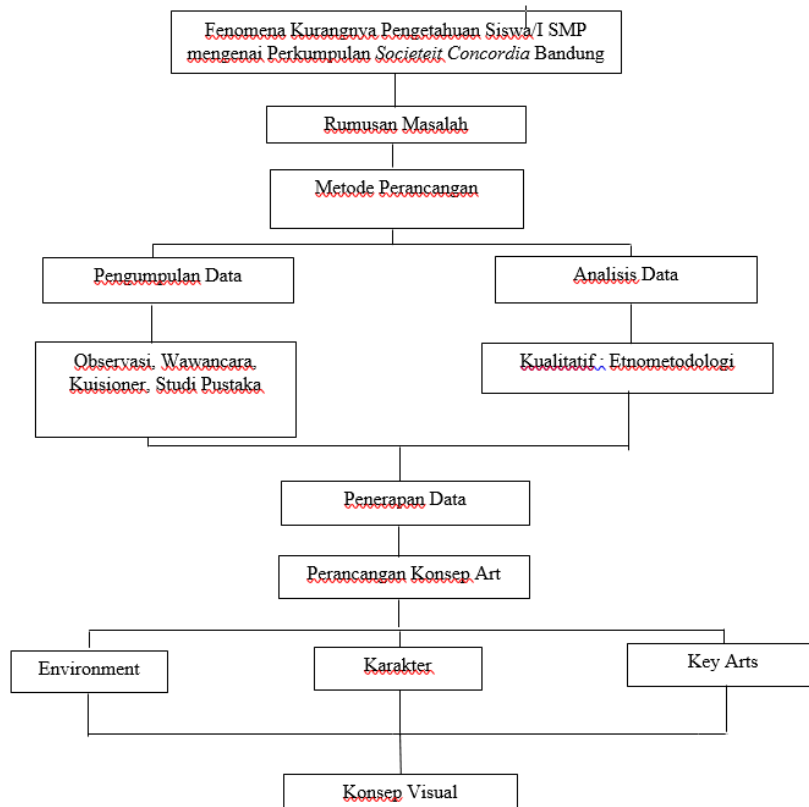 Fenomena Kurangnya Pengetahuan Siswa/I SMP
mengenai Perkumpulan Societeit Concordia Bandung
Rumusan Masalah
Metode Perancangan
Pengumpulan Data
Analisis Data
Observasi, Wawancara,
Kuisioner, Studi Pustaka
Kualitatif : Etnometodologi
Penerapan Data
Perancangan Konsep Art
Environment
Karakter
Key Arts
Konsep Visual